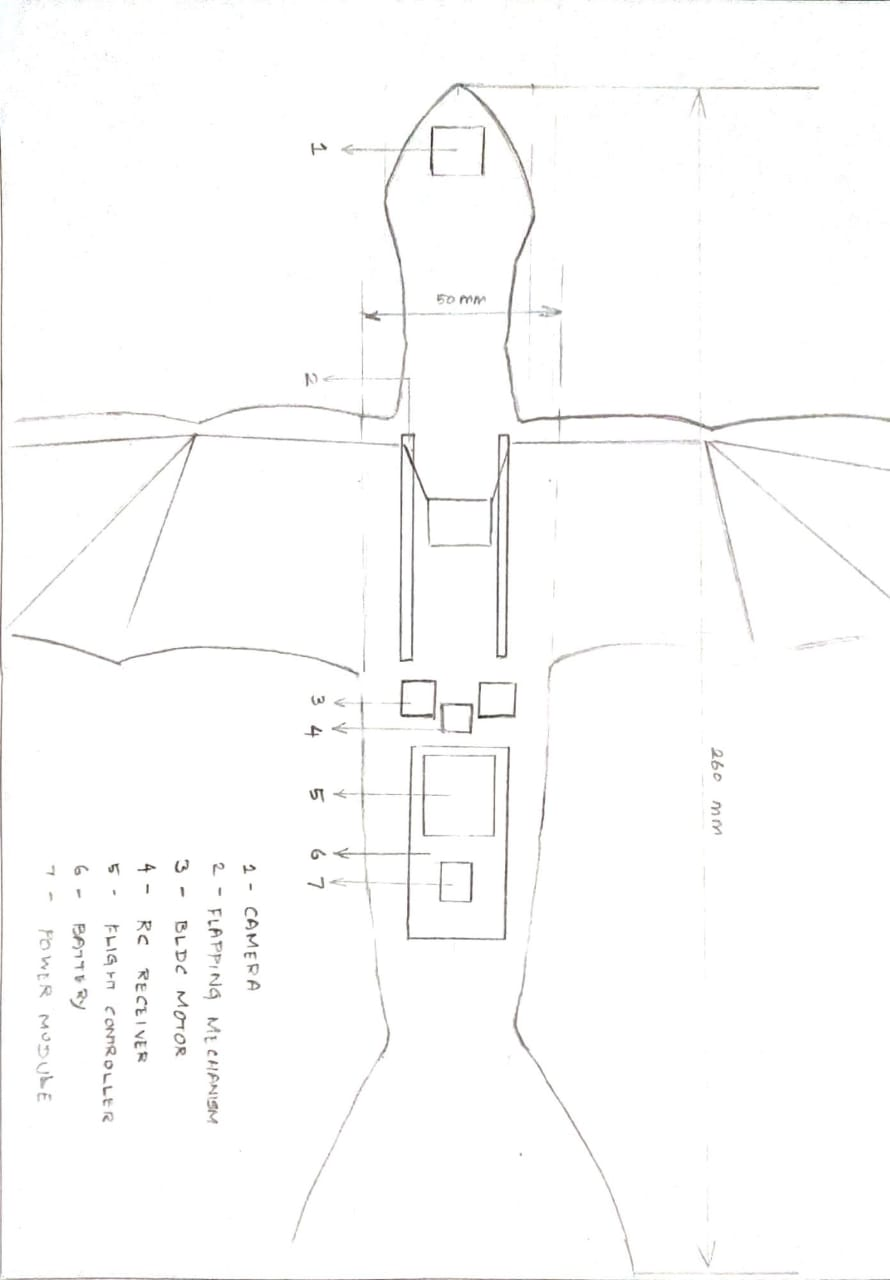 1
50 MM
2
3
4
5
6
7
260 MM
1 - CAMERA
2 - FLAPPING MECHANISM
3 - BLDC MOTOR
4 - RC RECEIVER
5 - FLIGHT CONTROLLER
6 - BATTERY
7 - POWER MODULE